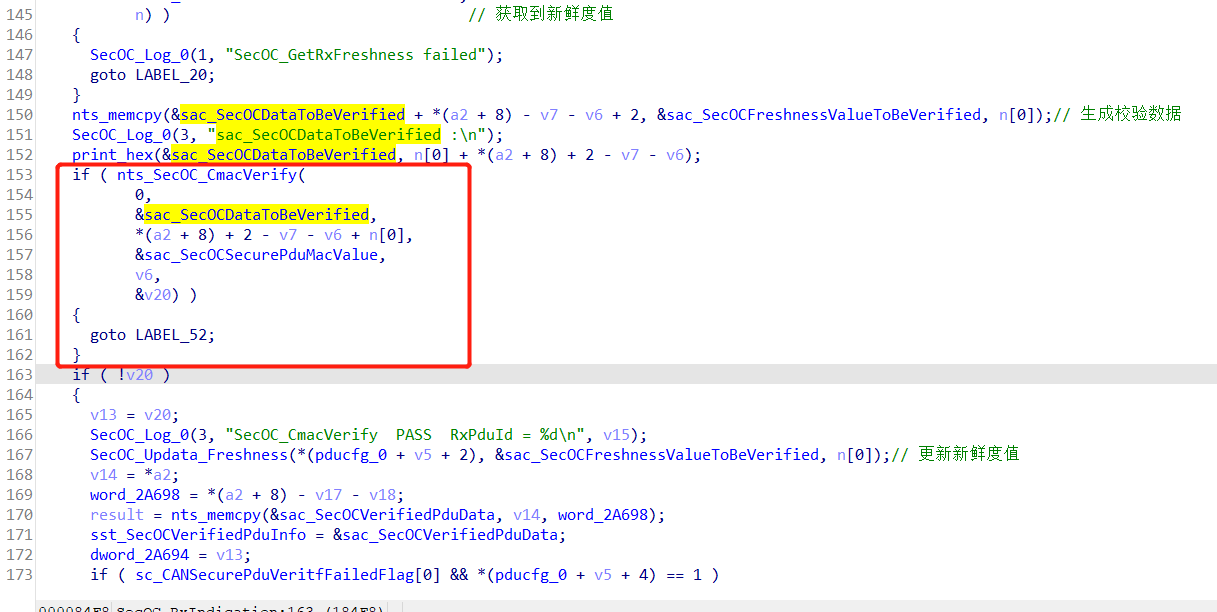 145 n) ) // 获取到新鲜度值
146 {
147 SecOC_Log_0(1, "SecOC_GetRxFreshness failed");
148 goto LABEL_20;
149 }
150 nts_memcpy(&sac_SecOCDataToBeVerified + *(a2 + 8) - v7 - v6 + 2, &sac_SecOCFreshnessValueToBeVerified, n[0]);// 生成校验数据
151 SecOC_Log_0(3, "sac_SecOCDataToBeVerified :\n");
152 print_hex(&sac_SecOCDataToBeVerified, n[0] + *(a2 + 8) + 2 - v7 - v6);
153 if ( nts_SecOC_CmacVerify(
154 0,
155 &sac_SecOCDataToBeVerified,
156 *(a2 + 8) + 2 - v7 - v6 + n[0],
157 &sac_SecOCSecurePduMacValue,
158 v6,
159 &v20) )
160 {
161 goto LABEL_52;
162 }
163 if ( !v20 )
164 {
165 v13 = v20;
166 SecOC_Log_0(3, "SecOC_CmacVerify  PASS  RxPduId = %d\n", v15);
167 SecOC_Updata_Freshness(*(pducfg_0 + v5 + 2), &sac_SecOCFreshnessValueToBeVerified, n[0]);// 更新新鲜度值
168 v14 = *a2;
169 word_2A698 = *(a2 + 8) - v17 - v18;
170 result = nts_memcpy(&sac_SecOCVerifiedPduData, v14, word_2A698);
171 sst_SecOCVerifiedPduInfo = &sac_SecOCVerifiedPduData;
172 dword_2A694 = v13;
173 if ( sc_CANSecurePduVeritfFailedFlag[0] && *(pducfg_0 + v5 + 4) == 1 )